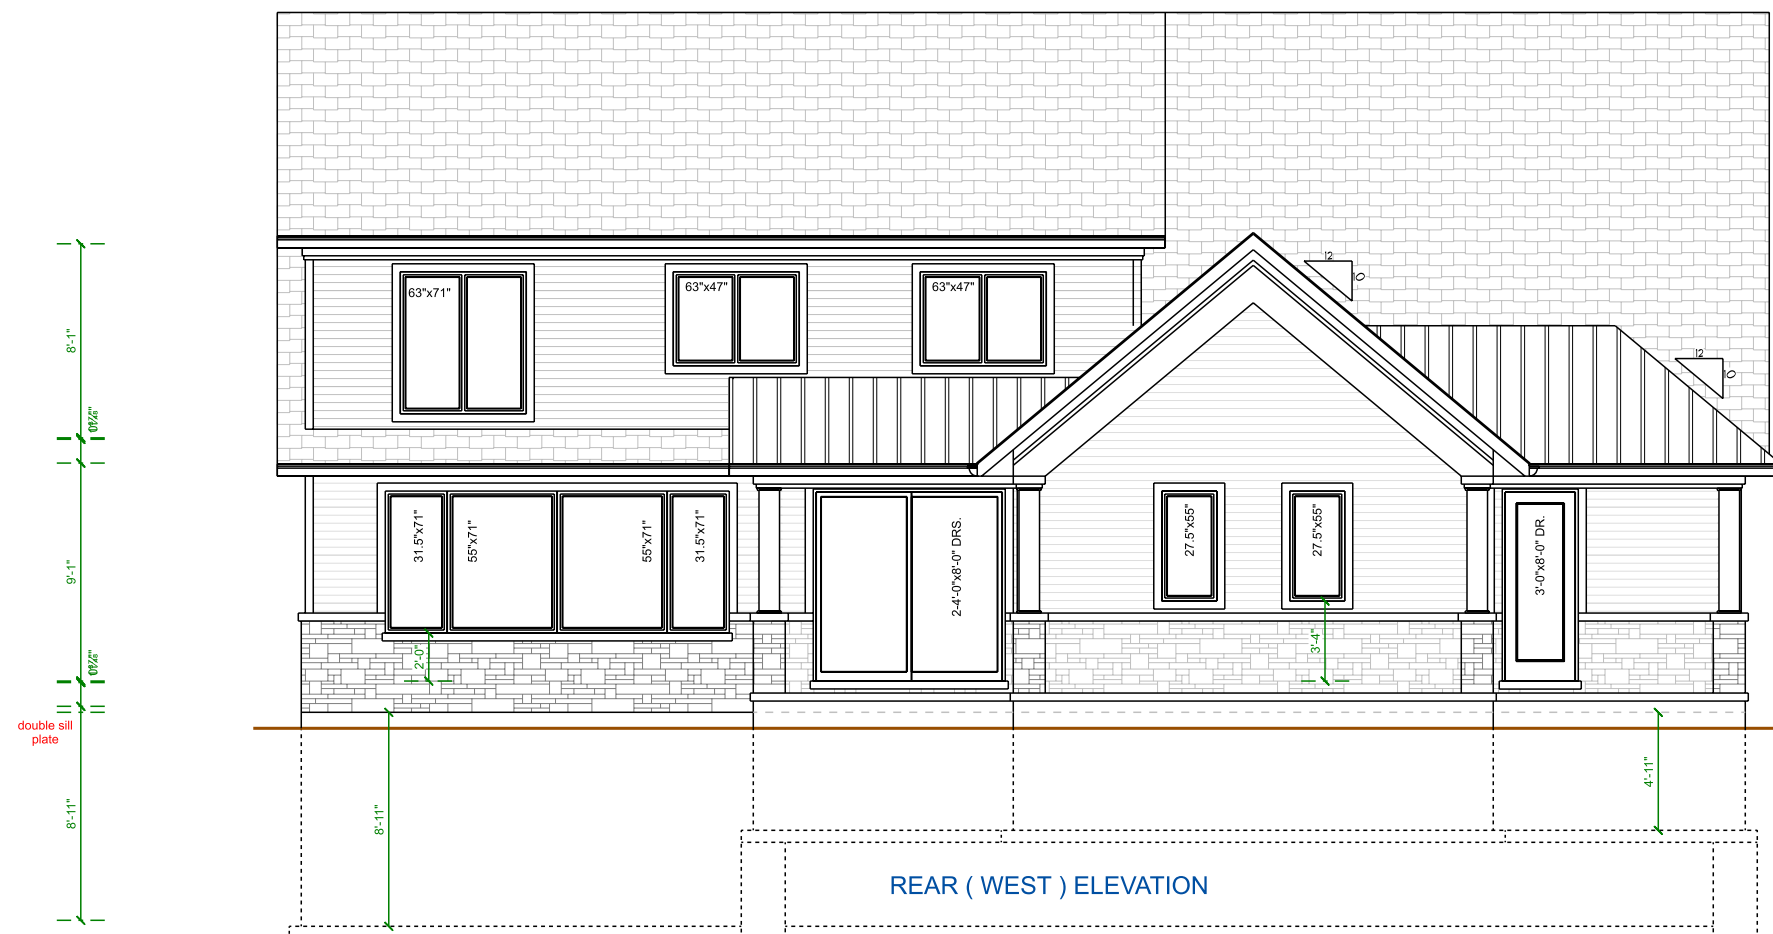 12
10
63"x71"
63"x47"
63"x47"
8'-1"
12
10
31.5"x71"
55"x71"
55"x71"
31.5"x71"
2-4'-0"x8'-0" DRS.
27.5"x55"
27.5"x55"
3'-0"x8'-0" DR.
9'-1"
2'-0"
3'-4"
double sill
plate
8'-11"
8'-11"
4'-11"
REAR ( WEST ) ELEVATION